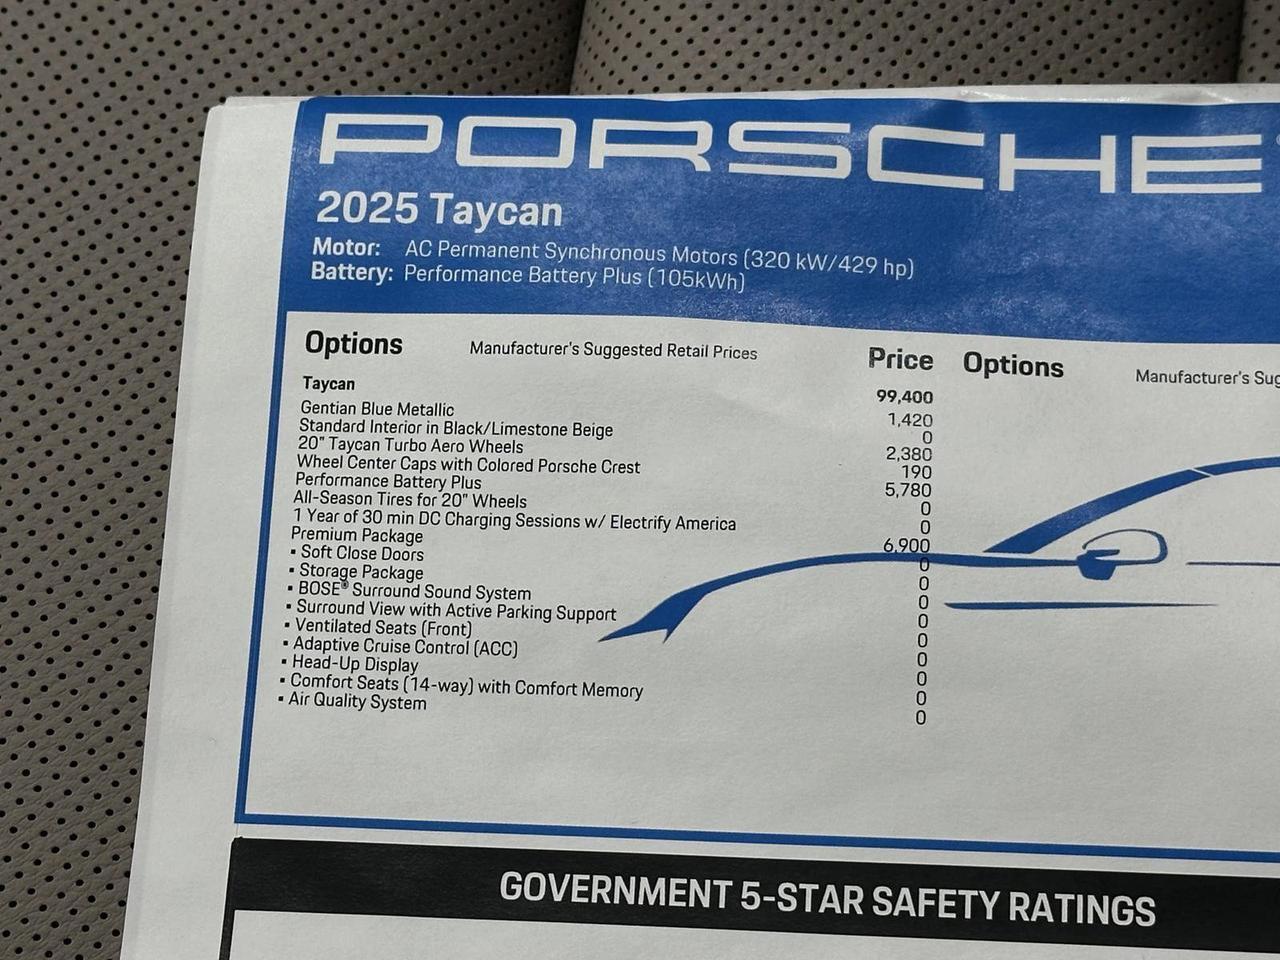 PORSCHE
2025 Taycan
Motor: AC Permanent Synchronous Motors (320 kW/429 hp)
Battery: Performance Battery Plus (105kWh)
Options Manufacturer's Suggested Retail Prices Price Options Manufacturer's Sug
Taycan 99,400
Gentian Blue Metallic 1,420
Standard Interior in Black/Limestone Beige 0
20" Taycan Turbo Aero Wheels 2,380
Wheel Center Caps with Colored Porsche Crest 190
Performance Battery Plus 5,780
All-Season Tires for 20" Wheels 0
1 Year of 30 min DC Charging Sessions w/ Electrify America 0
Premium Package 6,900
▪ Soft Close Doors 0
▪ Storage Package 0
▪ BOSE® Surround Sound System 0
▪ Surround View with Active Parking Support 0
▪ Ventilated Seats (Front) 0
▪ Adaptive Cruise Control (ACC) 0
▪ Head-Up Display 0
▪ Comfort Seats (14-way) with Comfort Memory 0
▪ Air Quality System 0
GOVERNMENT 5-STAR SAFETY RATINGS